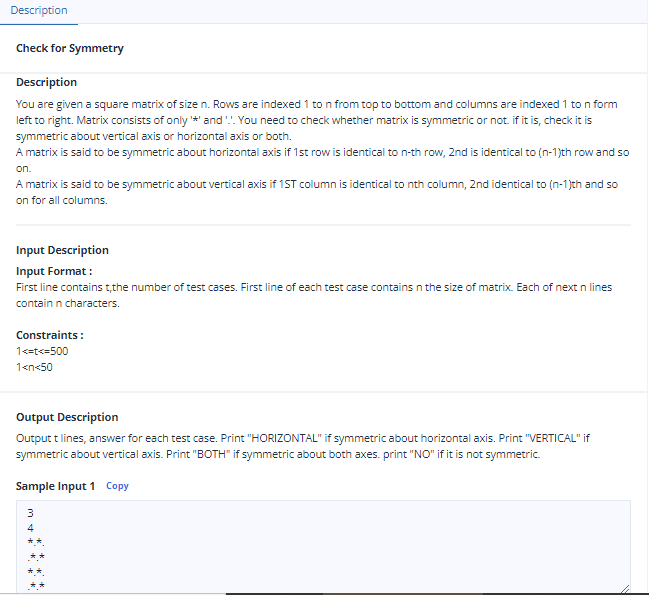 Description
Check for Symmetry
Description
You are given a square matrix of size n. Rows are indexed 1 to n from top to bottom and columns are indexed 1 to n form
left to right. Matrix consists of only '*' and '.'. You need to check whether matrix is symmetric or not. if it is, check it is
symmetric about vertical axis or horizontal axis or both.
A matrix is said to be symmetric about horizontal axis if 1st row is identical to n-th row, 2nd is identical to (n-1)th row and so
on.
A matrix is said to be symmetric about vertical axis if 1ST column is identical to nth column, 2nd identical to (n-1)th and so
on for all columns.
Input Description
Input Format :
First line contains t,the number of test cases. First line of each test case contains n the size of matrix. Each of next n lines
contain n characters.
Constraints :
1<=t<=500
1<n<50
Output Description
Output t lines, answer for each test case. Print "HORIZONTAL" if symmetric about horizontal axis. Print "VERTICAL" if
symmetric about vertical axis. Print "BOTH" if symmetric about both axes. print "NO" if it is not symmetric.
Sample Input 1 Copy
3
4
*.*.
.*.*
*.*.
.*.*